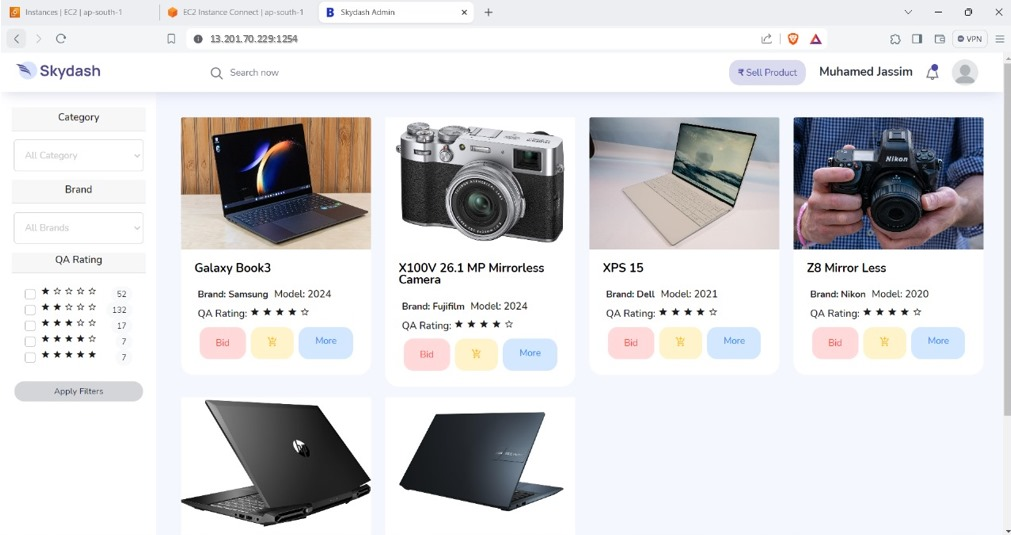 Instances | EC2 | ap-south-1
EC2 Instance Connect | ap-south-1
Skydash Admin
13.201.70.229:1254
VPN
Skydash
Search now
₹ Sell Product
Muhamed Jassim
Category
All Category
Brand
All Brands
QA Rating
52
132
17
7
7
Apply Filters
Galaxy Book3
Brand: Samsung Model: 2024
QA Rating:
Bid
More
X100V 26.1 MP Mirrorless
Camera
Brand: Fujifilm Model: 2024
QA Rating:
Bid
More
XPS 15
Brand: Dell Model: 2021
QA Rating:
Bid
More
Nikon
Z8 Mirror Less
Brand: Nikon Model: 2020
QA Rating:
Bid
More
hp